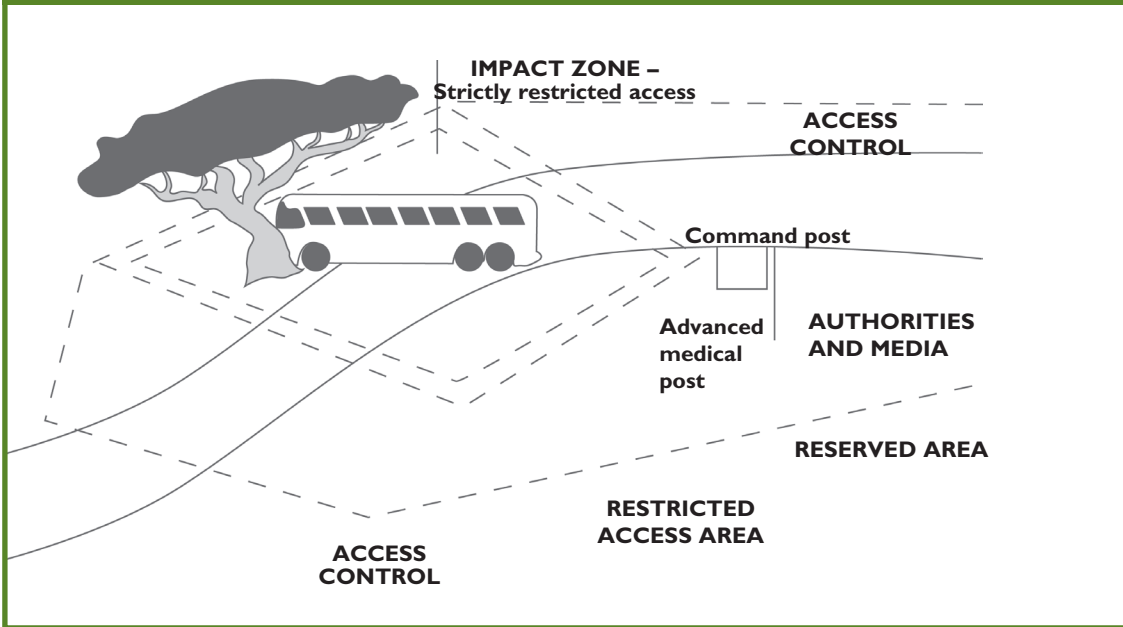 IMPACT ZONE –
Strictly restricted access
ACCESS
CONTROL
Command post
Advanced
medical
post
AUTHORITIES
AND MEDIA
RESERVED AREA
RESTRICTED
ACCESS AREA
ACCESS
CONTROL